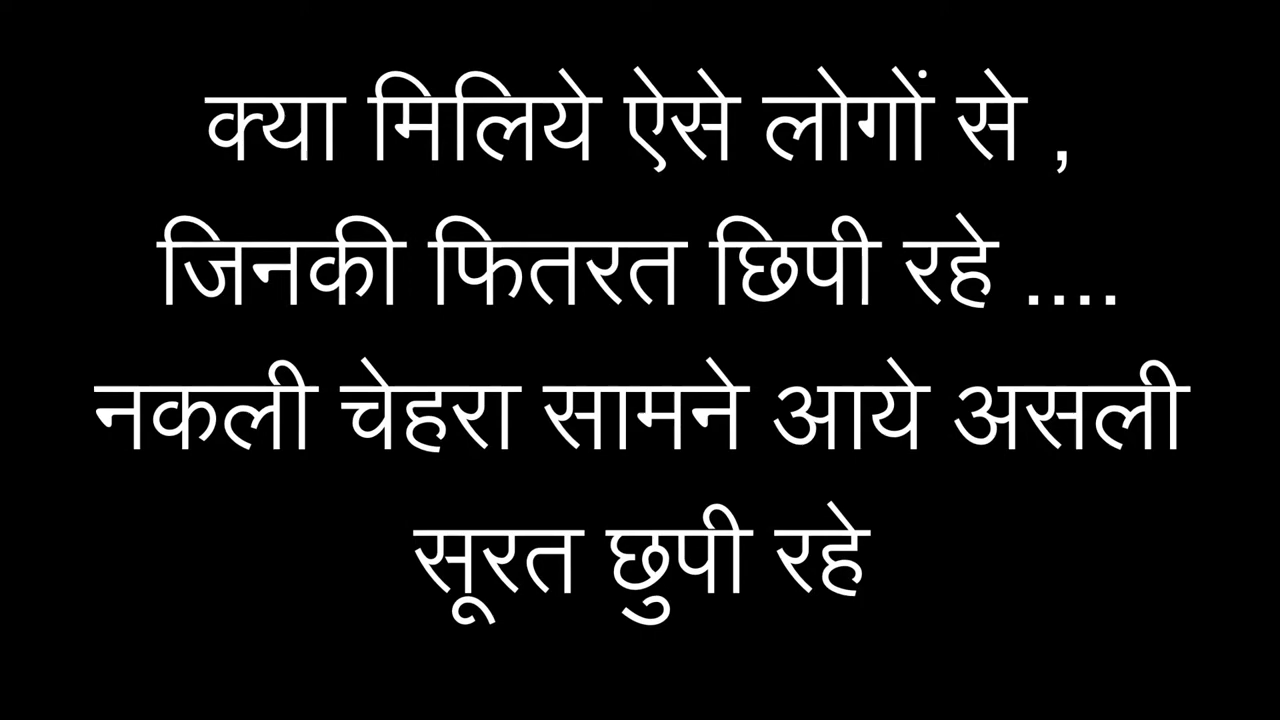 क्या मिलिये ऐसे लोगों से ,
जिनकी फितरत छिपी रहे ....
नकली चेहरा सामने आये असली
सूरत छुपी रहे